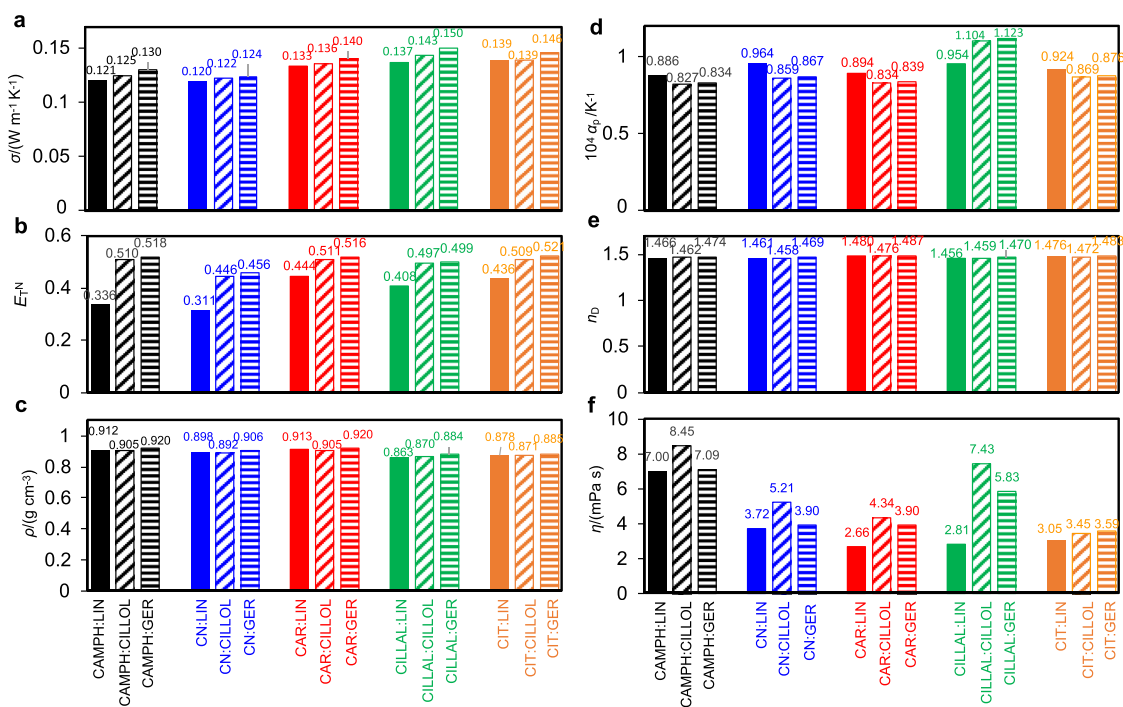 a
σ/(W m-1 K-1)
0.15
0.1
0.05
0
0.121
0.125
0.130
0.120
0.122
0.124
0.133
0.136
0.140
0.137
0.143
0.150
0.139
0.139
0.146
b
ETN
0.6
0.4
0.2
0
0.336
0.510
0.518
0.311
0.446
0.456
0.444
0.511
0.516
0.408
0.497
0.499
0.436
0.509
0.521
c
ρ/(g cm-3)
1
0.8
0.6
0.4
0.2
0
0.912
0.905
0.920
0.898
0.892
0.906
0.913
0.905
0.920
0.863
0.870
0.884
0.878
0.871
0.885
CAMPH:LIN
CAMPH:CILLOL
CAMPH:GER
CN:LIN
CN:CILLOL
CN:GER
CAR:LIN
CAR:CILLOL
CAR:GER
CILLAL:LIN
CILLAL:CILLOL
CILLAL:GER
CIT:LIN
CIT:CILLOL
CIT:GER
d
10⁴ αp /K-1
1
0.5
0
0.886
0.827
0.834
0.964
0.859
0.867
0.894
0.834
0.839
0.954
1.104
1.123
0.924
0.869
0.876
e
nD
1.5
1
0.5
0
1.466
1.462
1.474
1.461
1.458
1.469
1.480
1.476
1.487
1.456
1.459
1.470
1.476
1.472
1.483
f
η/(mPa s)
10
8
6
4
2
0
7.00
8.45
7.09
3.72
5.21
3.90
2.66
4.34
3.90
2.81
7.43
5.83
3.05
3.45
3.59
CAMPH:LIN
CAMPH:CILLOL
CAMPH:GER
CN:LIN
CN:CILLOL
CN:GER
CAR:LIN
CAR:CILLOL
CAR:GER
CILLAL:LIN
CILLAL:CILLOL
CILLAL:GER
CIT:LIN
CIT:CILLOL
CIT:GER